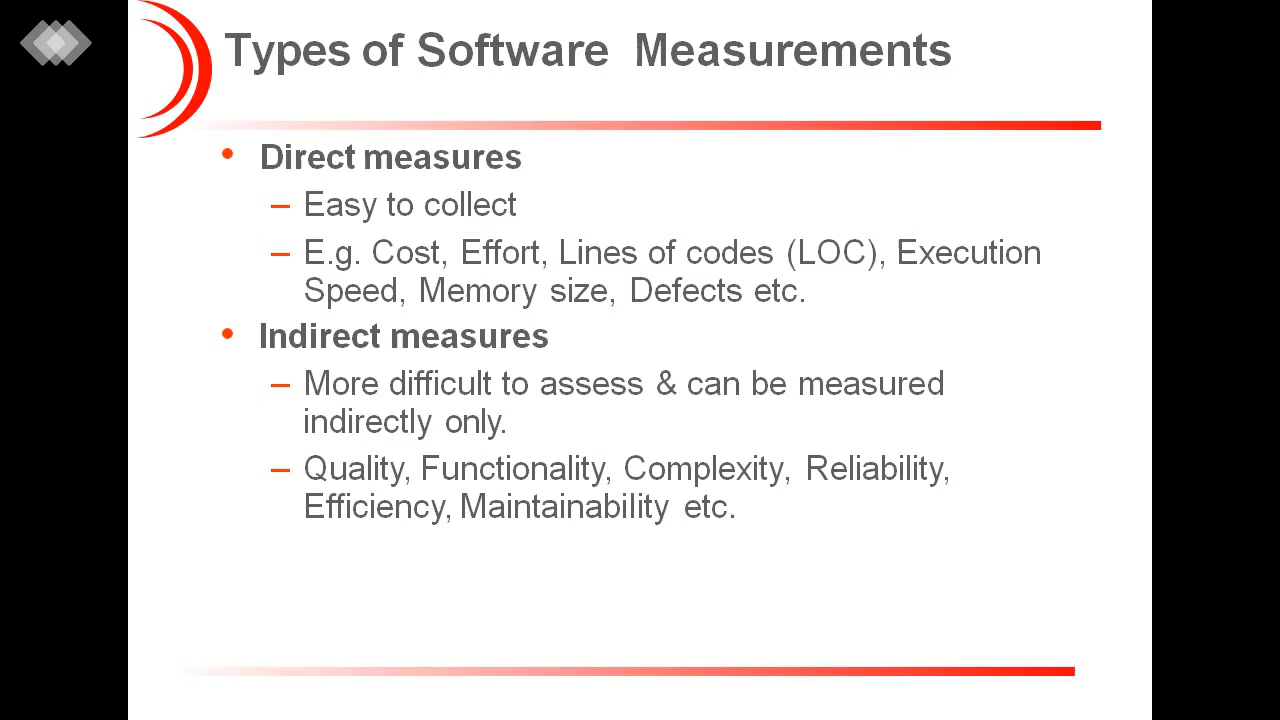 Types of Software  Measurements
• Direct measures
– Easy to collect
– E.g. Cost, Effort, Lines of codes (LOC), Execution
Speed, Memory size, Defects etc.
• Indirect measures
– More difficult to assess & can be measured
indirectly only.
– Quality, Functionality, Complexity, Reliability,
Efficiency, Maintainability etc.